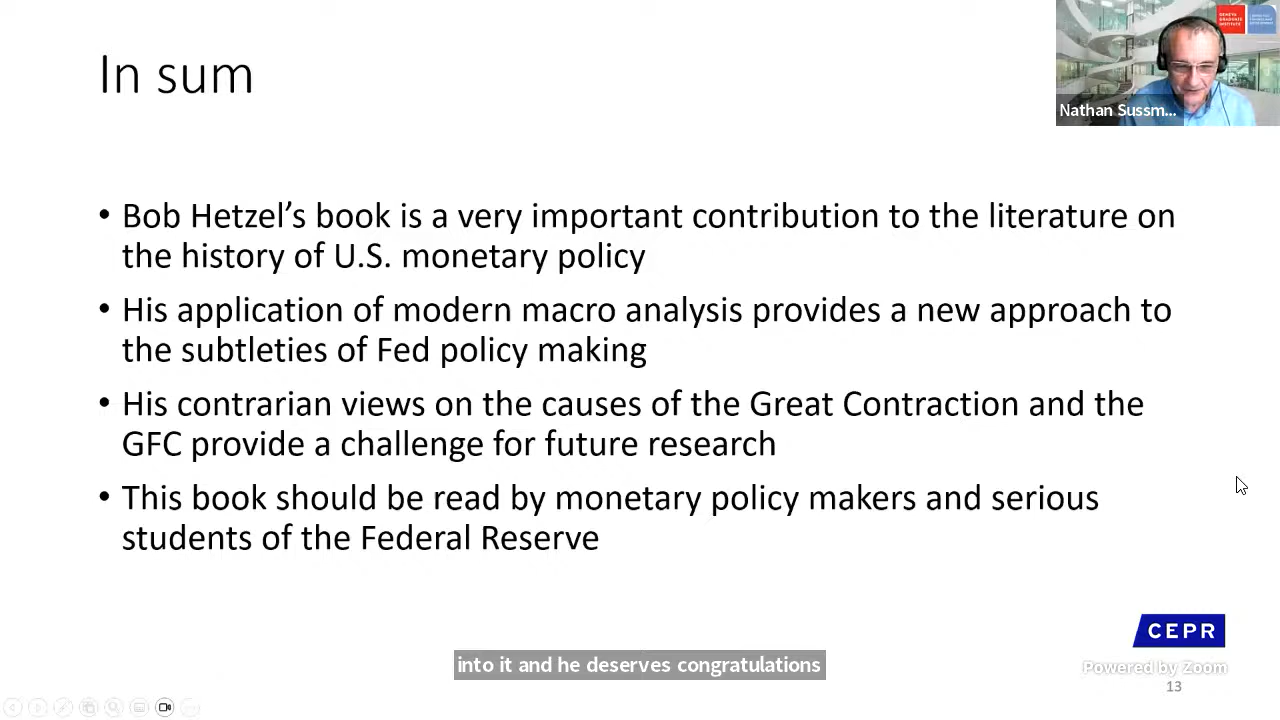 In sum
GENEVA
GRADUATE
INSTITUTE
Nathan Sussm...
• Bob Hetzel’s book is a very important contribution to the literature on
the history of U.S. monetary policy
• His application of modern macro analysis provides a new approach to
the subtleties of Fed policy making
• His contrarian views on the causes of the Great Contraction and the
GFC provide a challenge for future research
• This book should be read by monetary policy makers and serious
students of the Federal Reserve
CEPR
into it and he deserves congratulations
Powered by Zoom
13